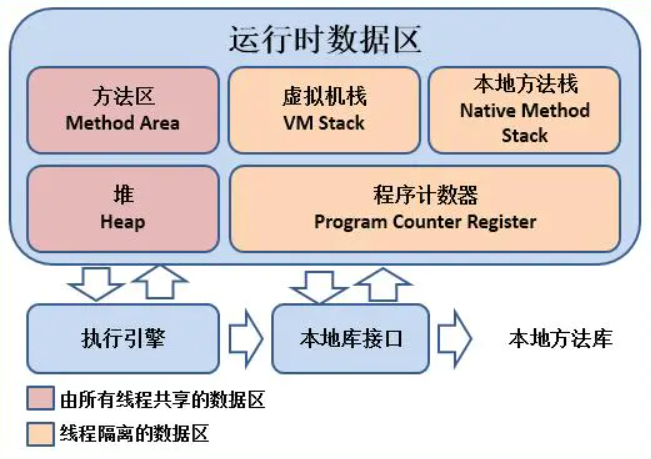 运行时数据区
方法区
Method Area
虚拟机栈
VM Stack
本地方法栈
Native Method
Stack
堆
Heap
程序计数器
Program Counter Register
执行引擎
本地库接口
本地方法库
由所有线程共享的数据区
线程隔离的数据区